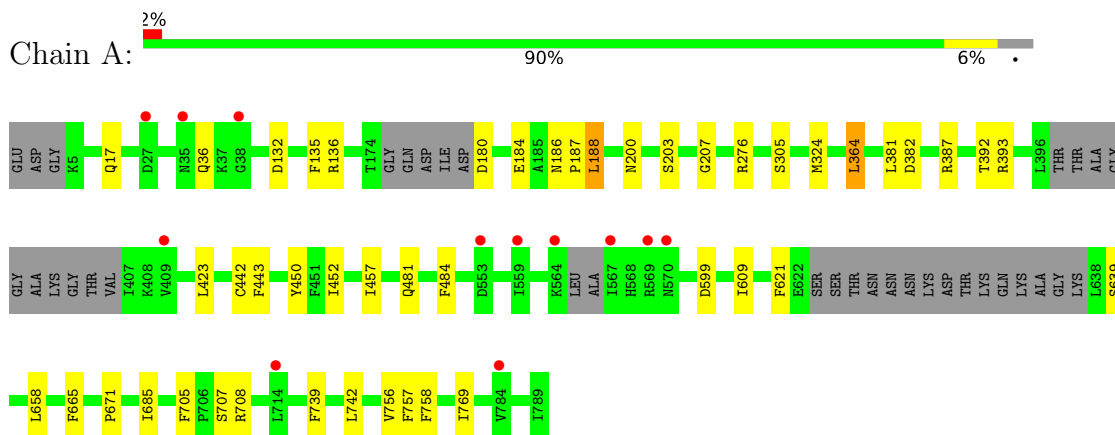 2%
Chain A:
90% 6% •
GLU ASP GLY K5 Q17 D27 N35 Q36 K37 G38 D132 F135 R136 T174 GLY GLN ASP ILE ASP D180 E184 A185 N186 P187 L188 N200 S203 G207 R276 S305 M324 L364 L381 D382 R387 T392 R393 L396 THR THR ALA GLY
GLY ALA LYS GLY THR VAL I407 K408 V409 L423 C442 F443 Y450 F451 I452 I457 Q481 F484 D553 I559 K564 LEU ALA I567 H568 R569 N570 D599 I609 F621 E622 SER SER THR ASN ASN ASN LYS ASP THR LYS GLN LYS ALA GLY LYS L638 S639
L658 F665 P671 I685 F705 P706 S707 R708 L714 F739 L742 V756 F757 F758 I769 V784 I789